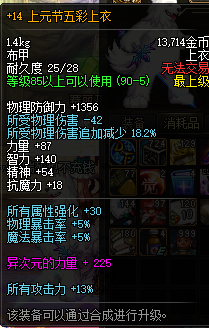 +14 上元节五彩上衣
1.4kg 13,714金币
布甲 上衣
耐久度 25/28 无法交易
等级85以上可以使用 (90-5) 最上级
物理防御力 +1356
所受物理伤害 -42
所受物理伤害追加减少 18.2%
力量 +87
智力 +140
精神 +54
抗魔力 +18
所有属性强化 +30
物理暴击率 +5%
魔法暴击率 +5%
异次元的力量 + 225
所有攻击力 +13%
该装备可以通过合成进行升级。
装备
消耗品